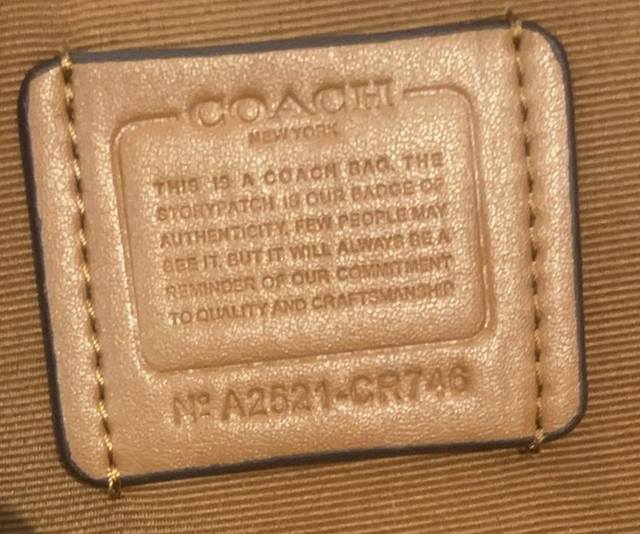 COACH
NEW YORK
THIS IS A COACH BAG. THE
STORYPATCH IS OUR BADGE OF
AUTHENTICITY. FEW PEOPLE MAY
SEE IT. BUT IT WILL ALWAYS BE A
REMINDER OF OUR COMMITMENT
TO QUALITY AND CRAFTSMANSHIP.
Nº A2521-CR746